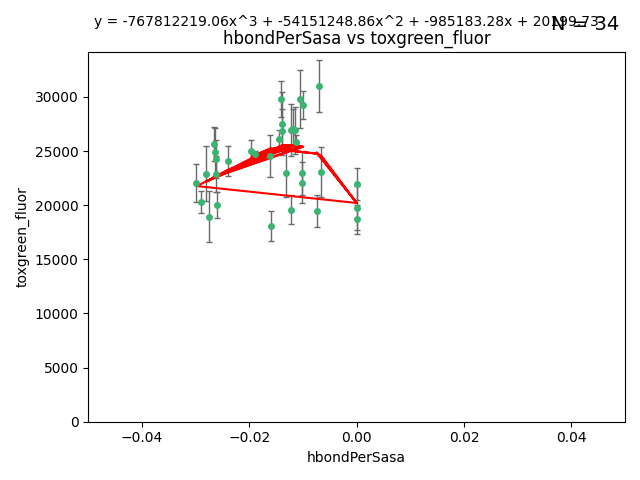 y = -767812219.06x^3 + -54151248.86x^2 + -985183.28x + 20199.73
N = 34
hbondPerSasa vs toxgreen_fluor
toxgreen_fluor
30000
25000
20000
15000
10000
5000
0
-0.04
-0.02
0.00
0.02
0.04
hbondPerSasa